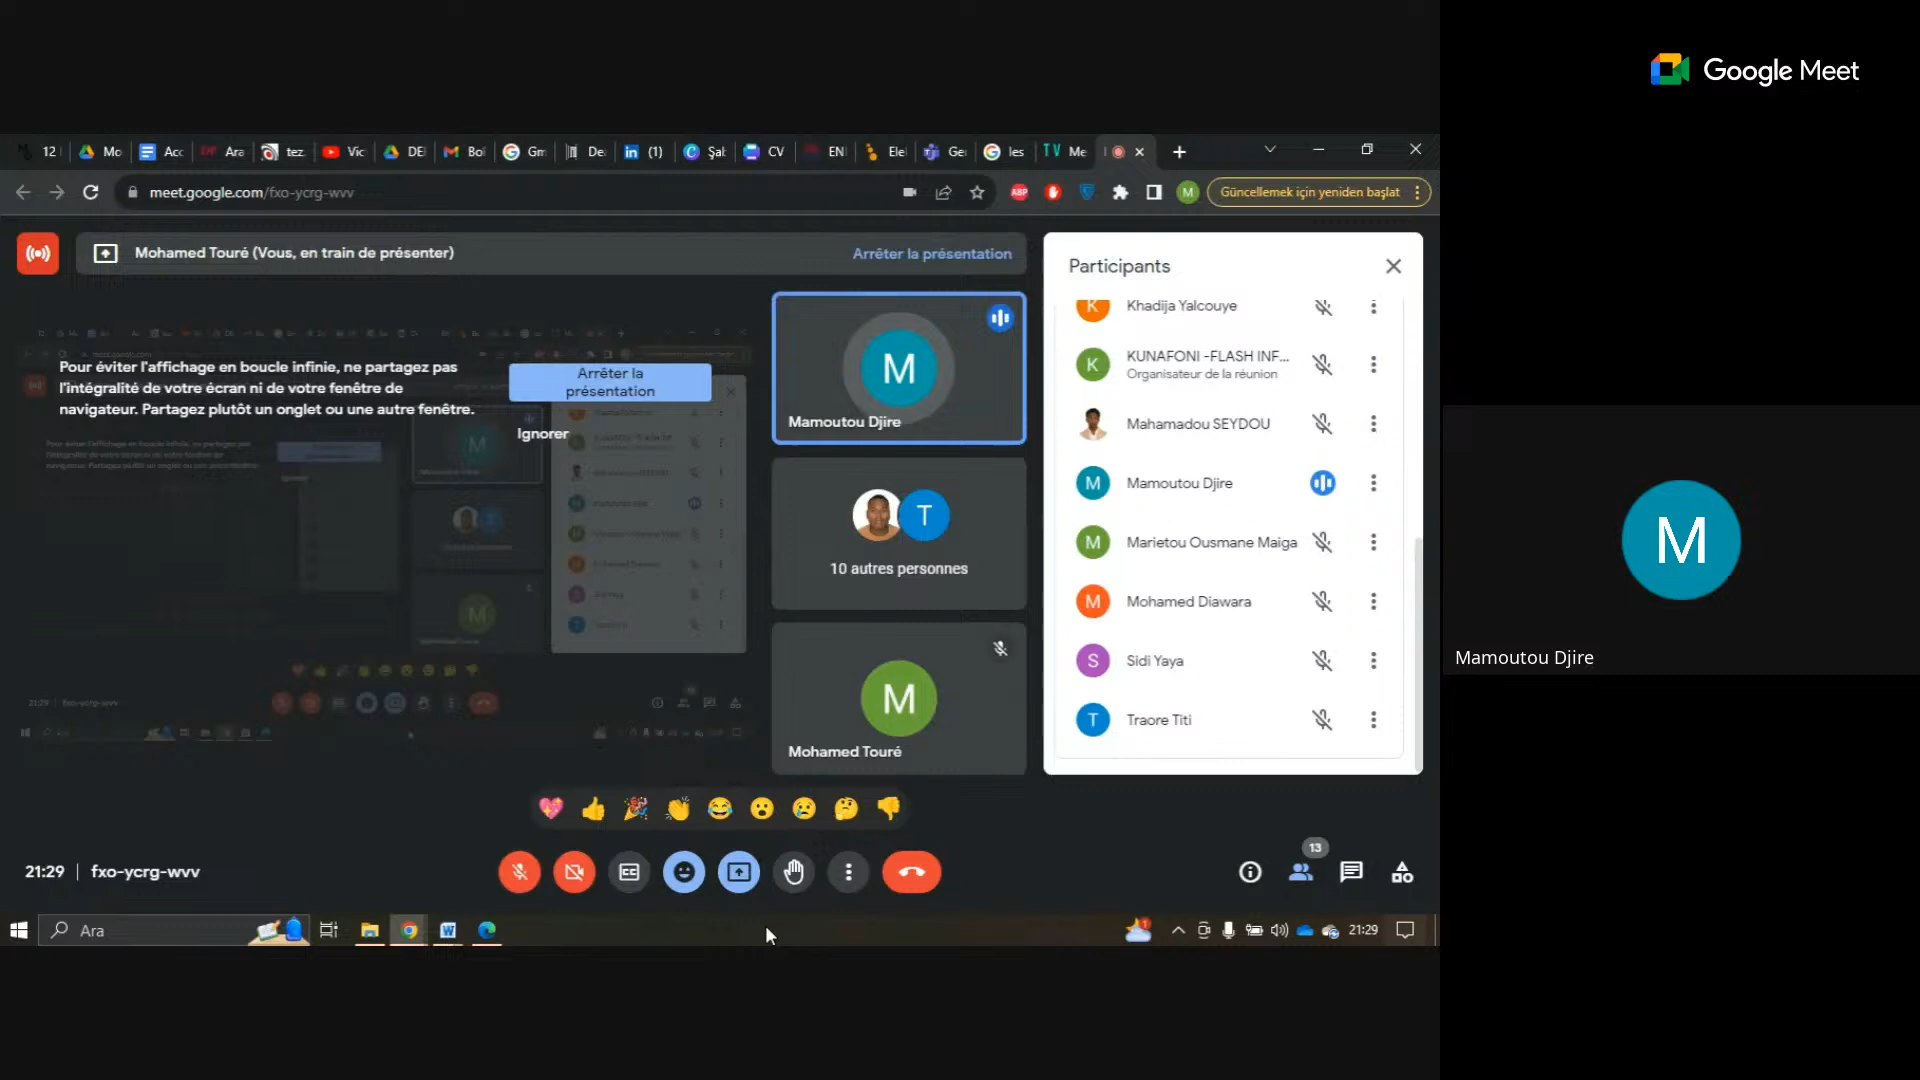 Google Meet
12
Mo
Acc
Ara
tez
Vic
DE
Bol
Gm
De
(1)
Şal
CV
EN
Ele
Ge
les
TV Me
meet.google.com/fxo-ycrg-wvv
ABP
M
Güncellemek için yeniden başlat
Mohamed Touré (Vous, en train de présenter)
Arrêter la présentation
Pour éviter l'affichage en boucle infinie, ne partagez pas
l'intégralité de votre écran ni de votre fenêtre de
navigateur. Partagez plutôt un onglet ou une autre fenêtre.
Arrêter la
présentation
Ignorer
M
Mamoutou Djire
T
10 autres personnes
M
Mohamed Touré
Participants
K Khadija Yalcouye
K KUNAFONI -FLASH INF...
Organisateur de la réunion
Mahamadou SEYDOU
M Mamoutou Djire
M Marietou Ousmane Maiga
M Mohamed Diawara
S Sidi Yaya
T Traore Titi
21:29 | fxo-ycrg-wvv
13
Ara
21:29
M
Mamoutou Djire